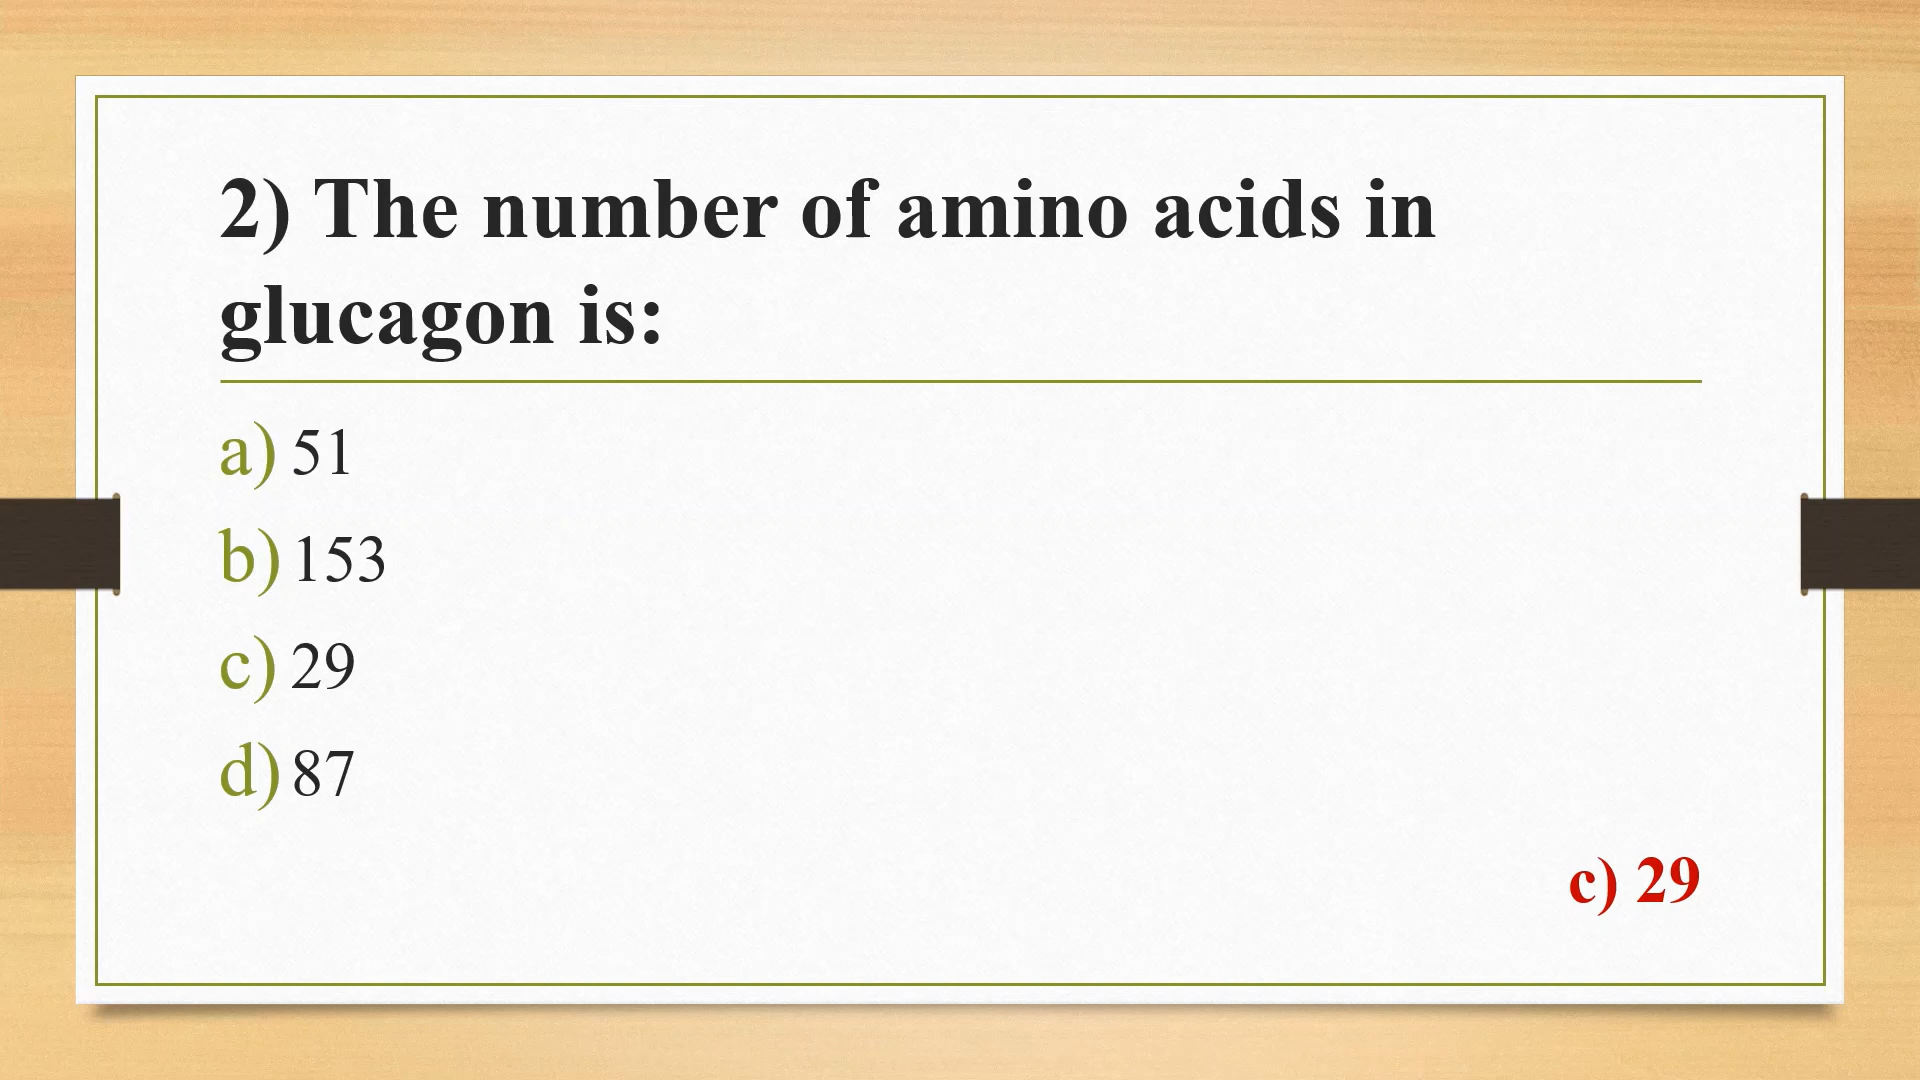 2) The number of amino acids in
glucagon is:
a) 51
b) 153
c) 29
d) 87
c) 29